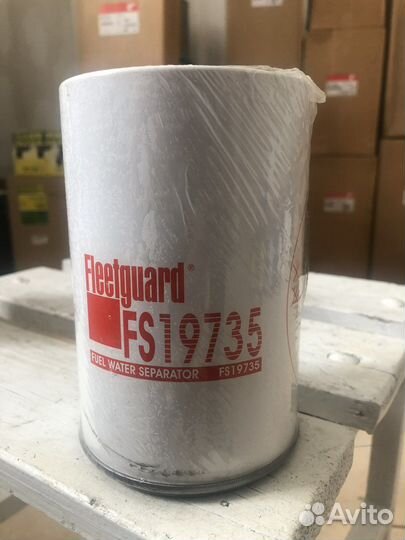 Fleetguard®
FS19735
FUEL WATER SEPARATOR FS19735
Avito